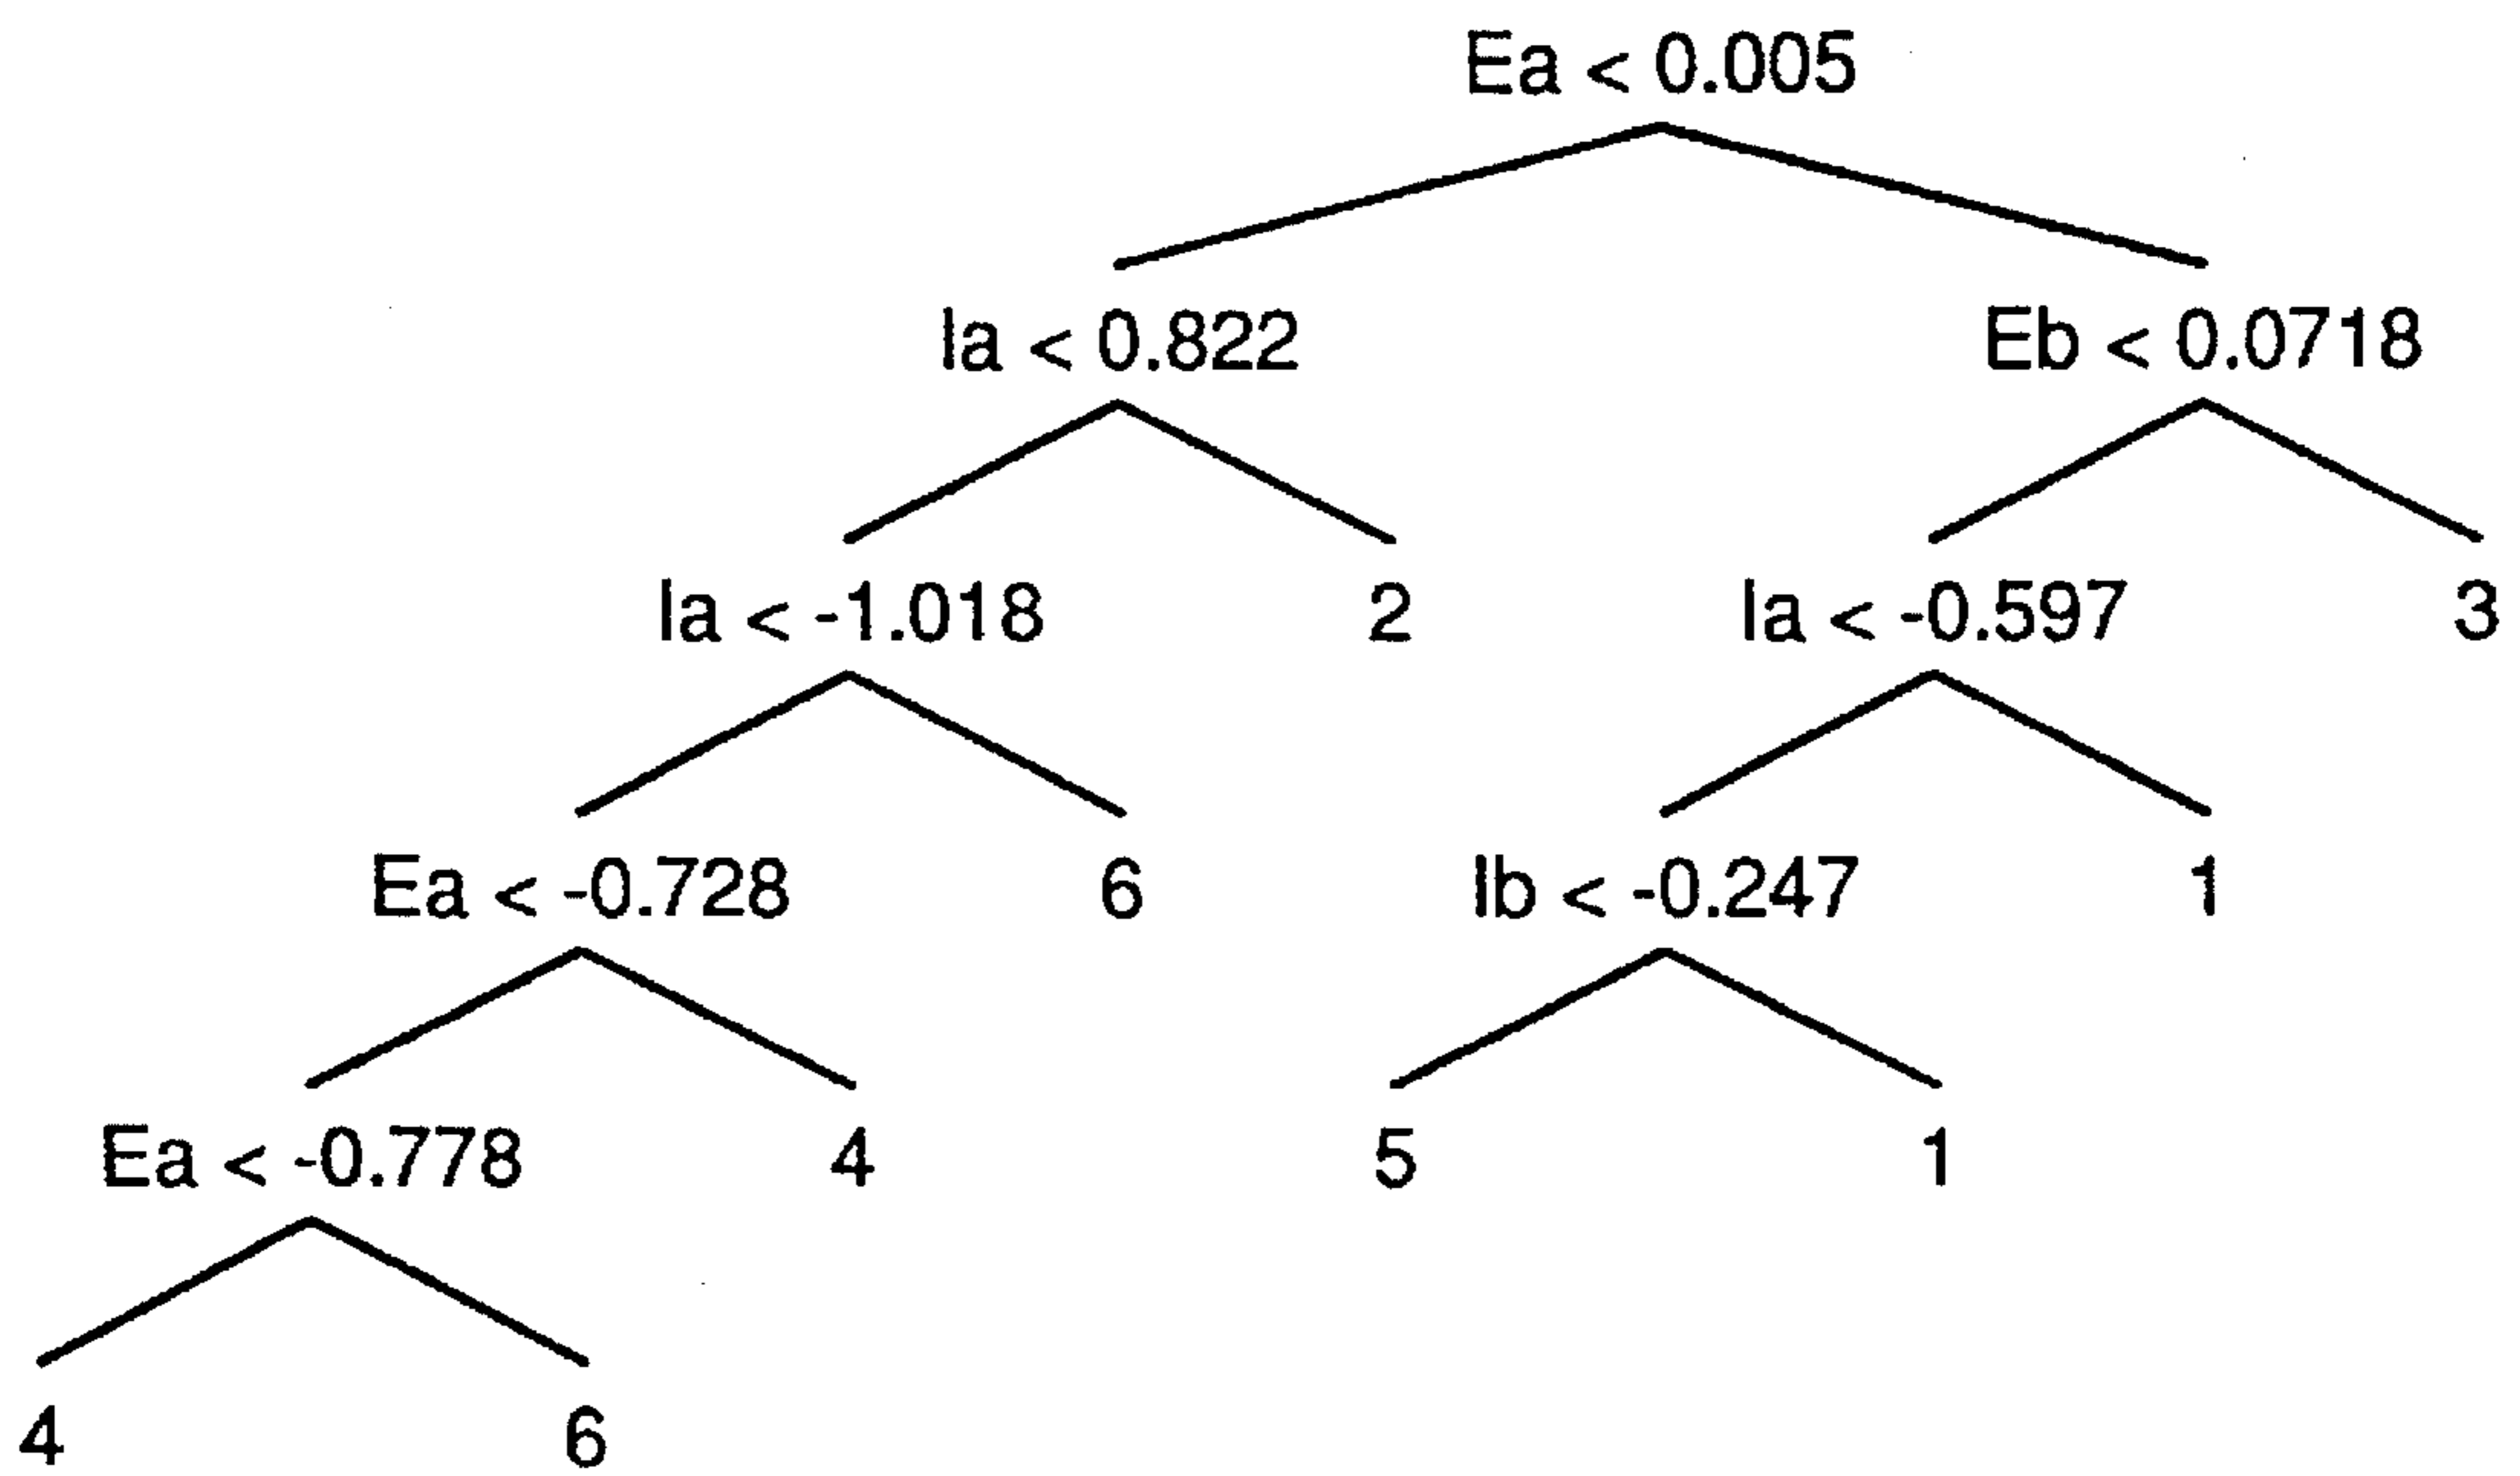 Ea < 0.005
Ia < 0.822
Eb < 0.0718
Ia < -1.018
2
Ia < -0.597
3
Ea < -0.728
6
Ib < -0.247
1
Ea < -0.778
4
5
1
4
6